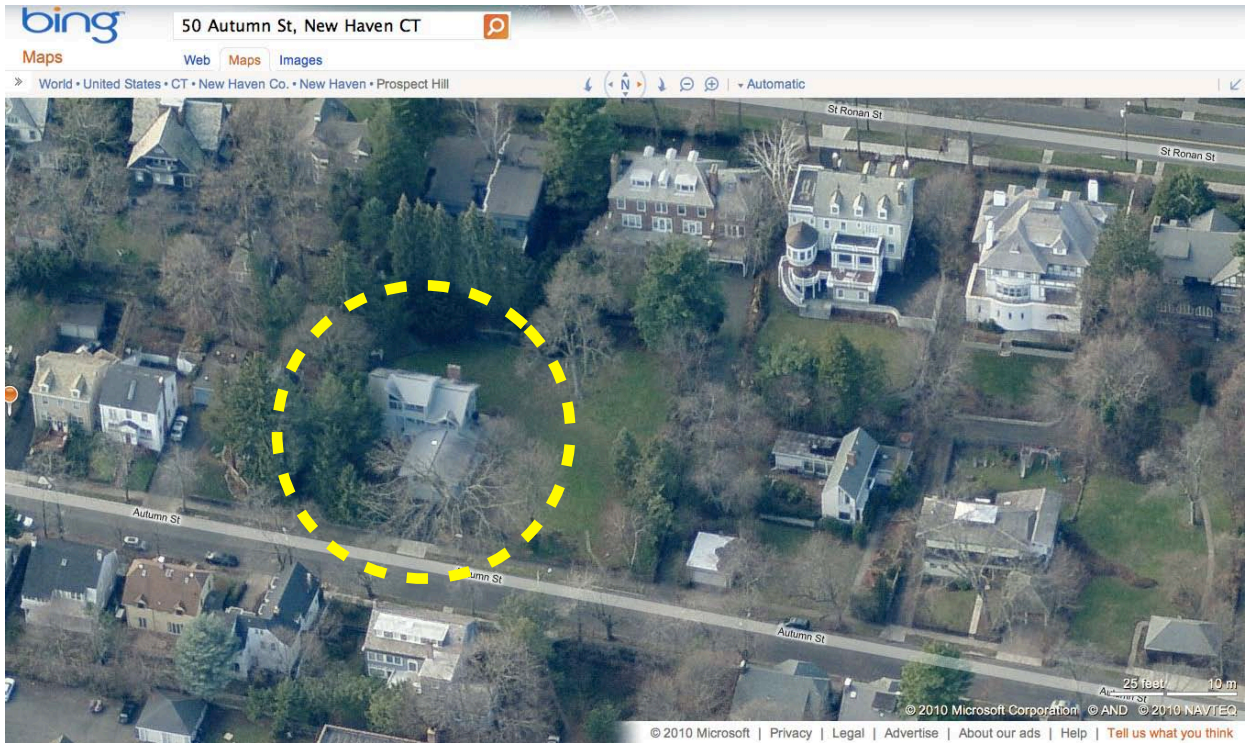 bing
50 Autumn St, New Haven CT
Maps
Web Maps Images
» World • United States • CT • New Haven Co. • New Haven • Prospect Hill
N
Automatic
St Ronan St
St Ronan St
Autumn St
Autumn St
Autumn St
25 feet 10 m
© 2010 Microsoft Corporation © AND © 2010 NAVTEQ
© 2010 Microsoft | Privacy | Legal | Advertise | About our ads | Help | Tell us what you think